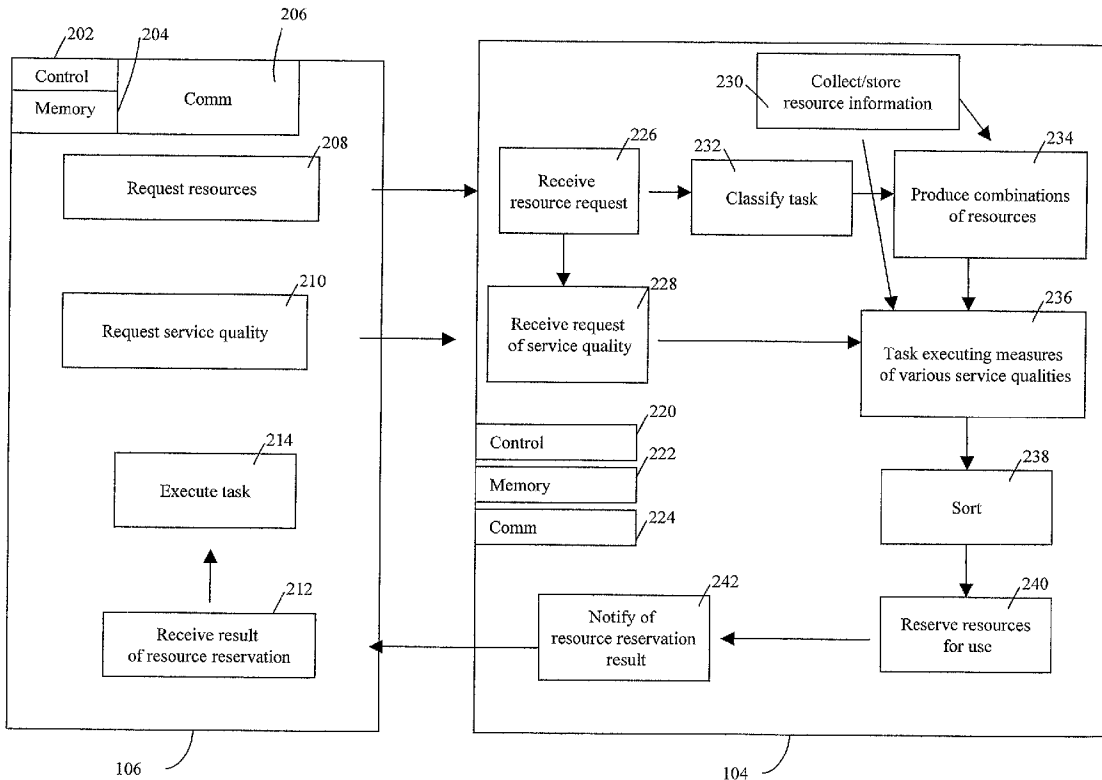 202
204
206
Control
Memory
Comm
208
Request resources
210
Request service quality
214
Execute task
212
Receive result
of resource reservation
106
230
Collect/store
resource information
226
Receive
resource request
232
Classify task
234
Produce combinations
of resources
228
Receive request
of service quality
236
Task executing measures
of various service qualities
220
Control
222
Memory
224
Comm
238
Sort
242
Notify of
resource reservation
result
240
Reserve resources
for use
104